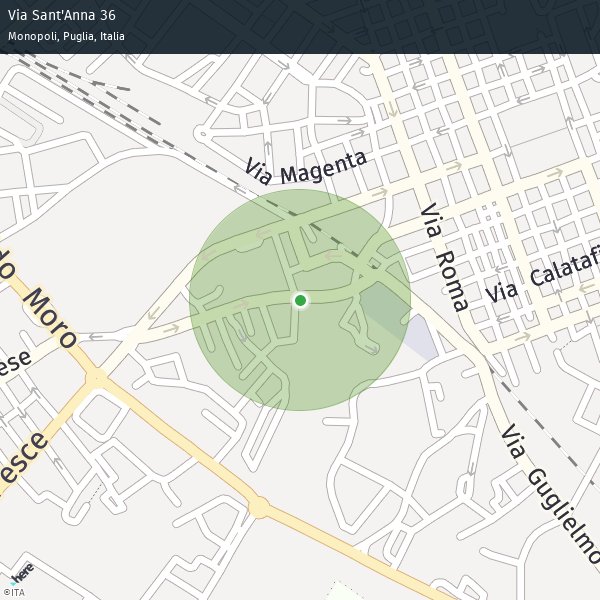 Via Sant'Anna 36
Monopoli, Puglia, Italia
Via Magenta
Via Roma
Via Calatafi
do Moro
ese
esce
Via Guglielmo
here
©ITA